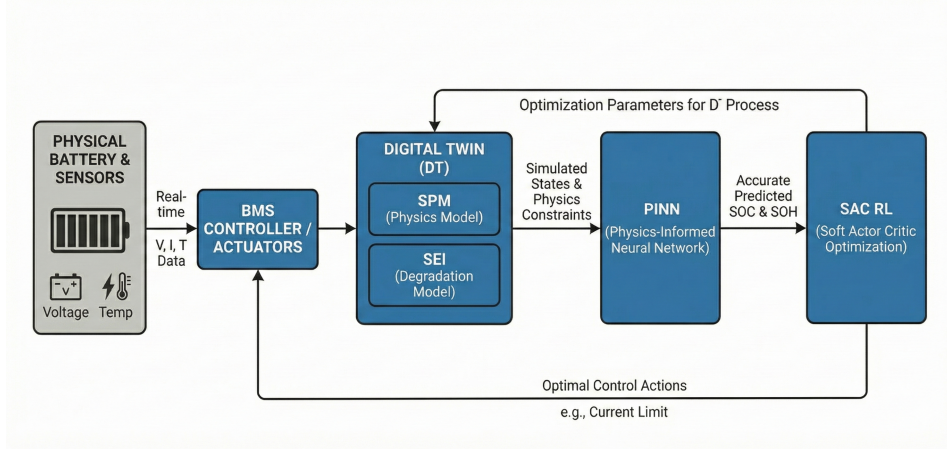 Optimization Parameters for D⁻ Process
PHYSICAL
BATTERY &
SENSORS
Voltage
Temp
Real-
time
V, I, T
Data
BMS
CONTROLLER /
ACTUATORS
DIGITAL TWIN
(DT)
SPM
(Physics Model)
SEI
(Degradation
Model)
Simulated
States &
Physics
Constraints
PINN
(Physics-Informed
Neural Network)
Accurate
Predicted
SOC & SOH
SAC RL
(Soft Actor Critic
Optimization)
Optimal Control Actions
e.g., Current Limit